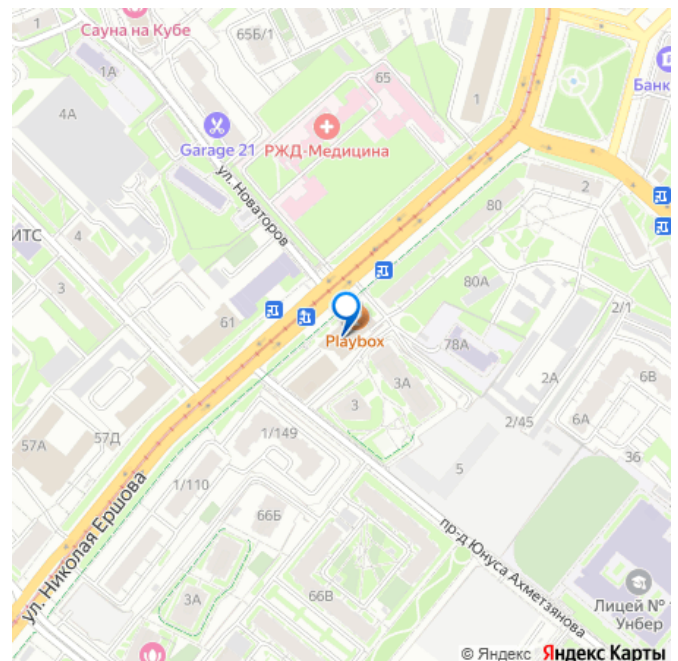 Сауна на Кубе
65Б/1
1А
65
1
Банк
4А
Garage 21
РЖД-Медицина
ул. Новаторов
2
80
ИТС
4
80А
3
61
2/1
Playbox
78А
3А
2А
6В
3
2/45
6А
1/149
57А
57Д
36
5
1/110
66Б
ул. Николая Ершова
пр-д Юнуса Ахметзянова
3А
66В
Лицей №
Унбер
© Яндекс Яндекс Карты